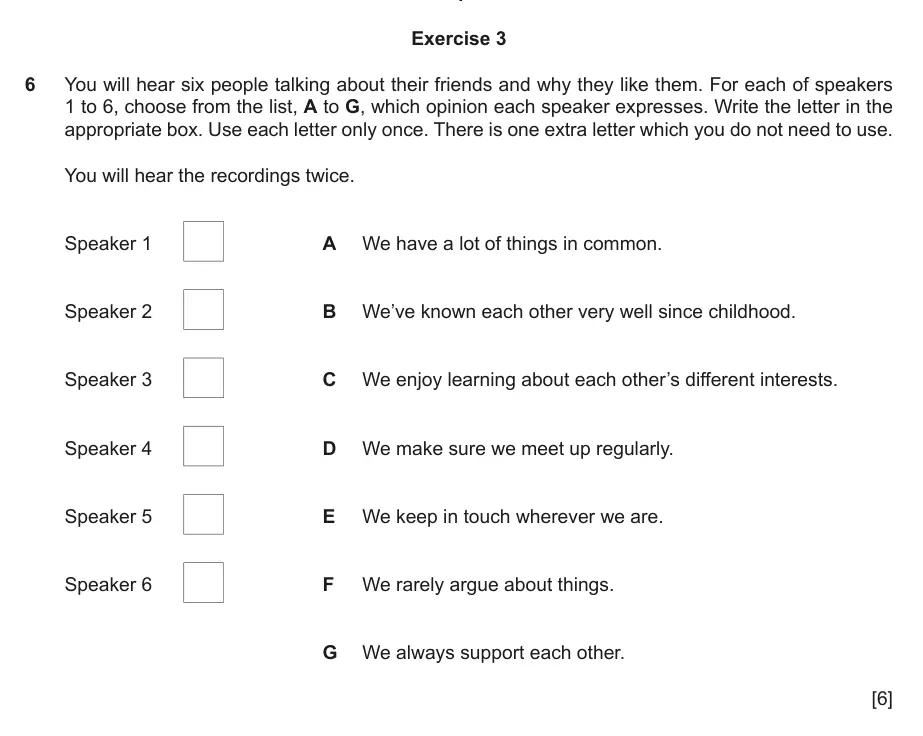 Exercise 3
6 You will hear six people talking about their friends and why they like them. For each of speakers
1 to 6, choose from the list, A to G, which opinion each speaker expresses. Write the letter in the
appropriate box. Use each letter only once. There is one extra letter which you do not need to use.
You will hear the recordings twice.
Speaker 1 A We have a lot of things in common.
Speaker 2 B We’ve known each other very well since childhood.
Speaker 3 C We enjoy learning about each other’s different interests.
Speaker 4 D We make sure we meet up regularly.
Speaker 5 E We keep in touch wherever we are.
Speaker 6 F We rarely argue about things.
G We always support each other.
[6]